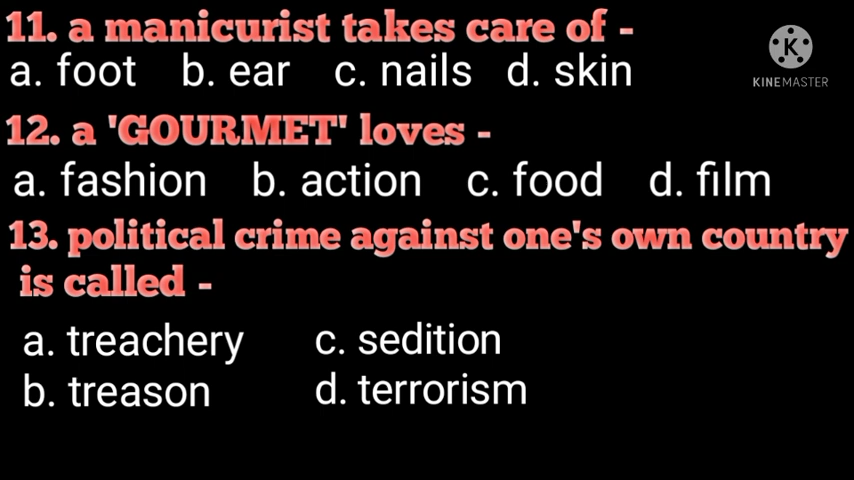 11. a manicurist takes care of -
a. foot b. ear c. nails d. skin
K
KINEMASTER
12. a 'GOURMET' loves -
a. fashion b. action c. food d. film
13. political crime against one's own country
is called -
a. treachery c. sedition
b. treason d. terrorism